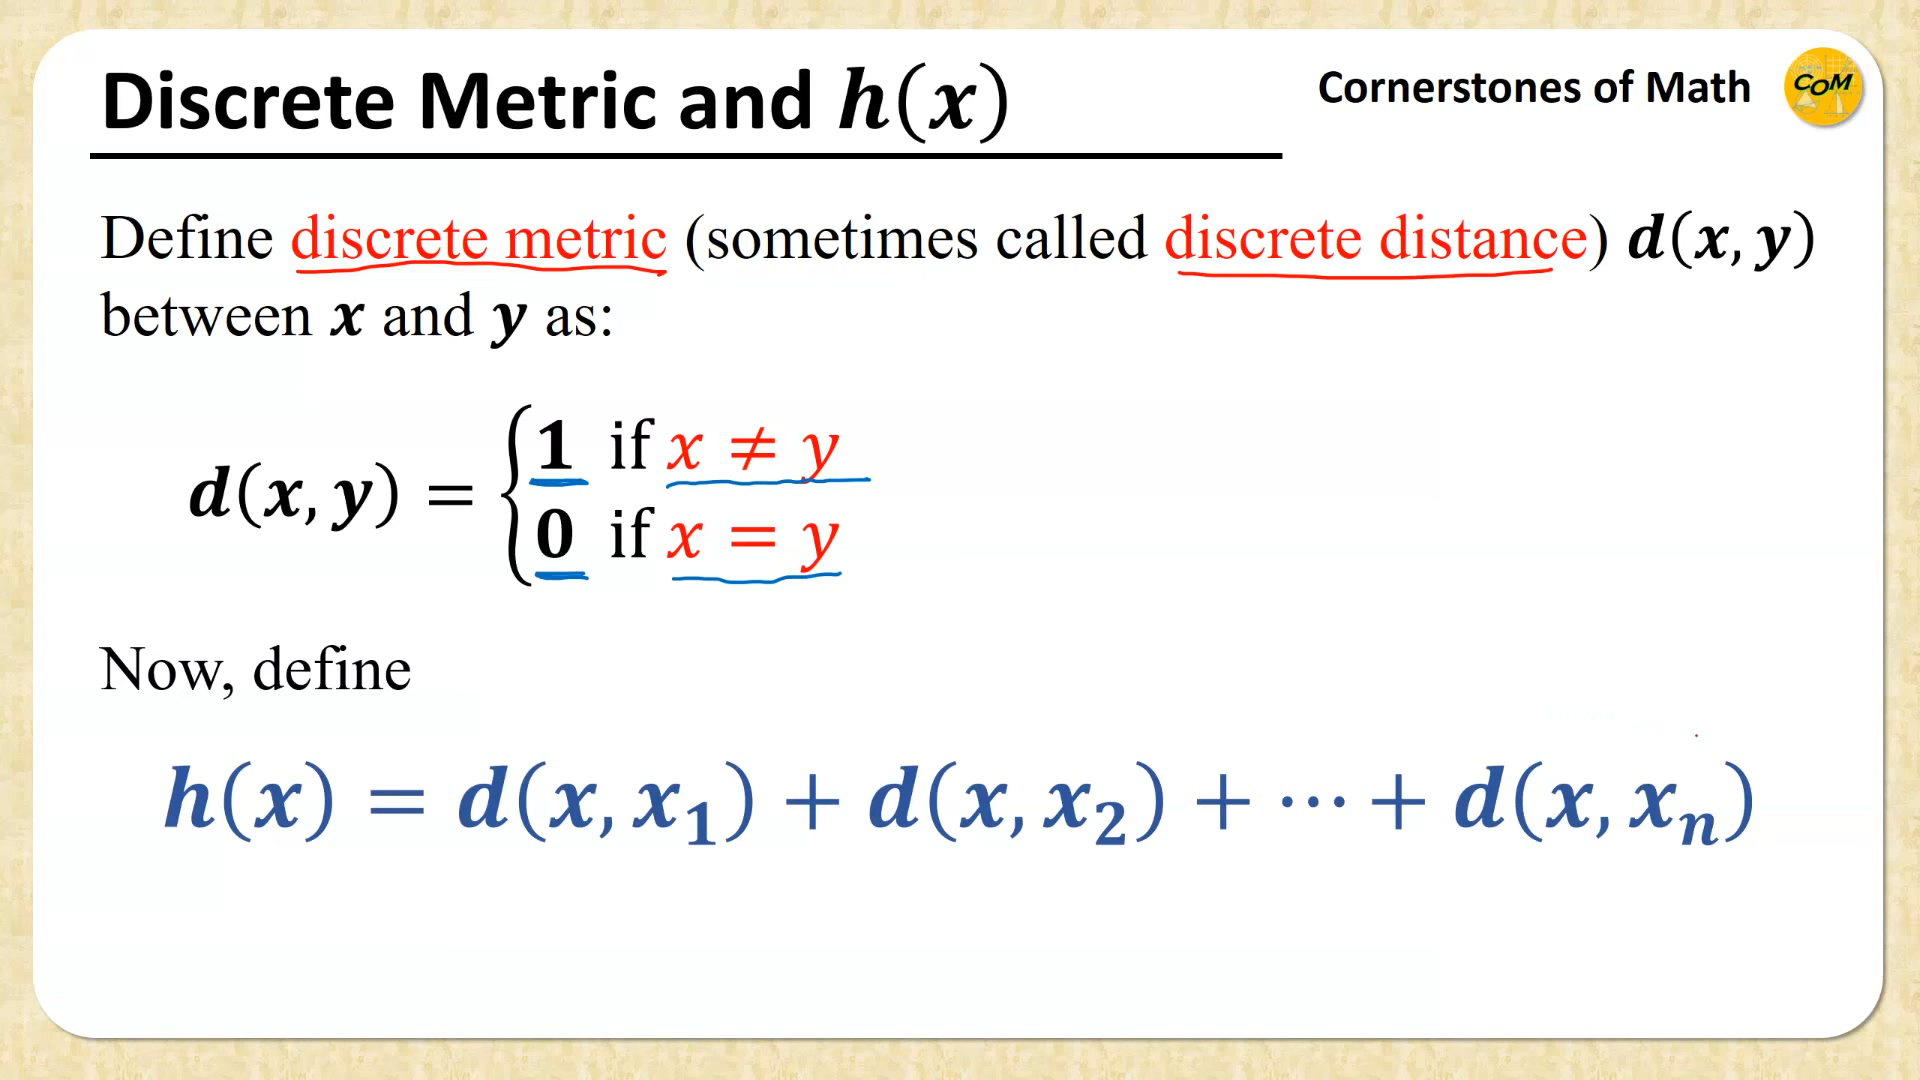 Discrete Metric and h(x)
Cornerstones of Math
COM
Define discrete metric (sometimes called discrete distance) d(x, y)
between x and y as:
d(x, y) = { 1 if x ≠ y
0 if x = y
Now, define
h(x) = d(x, x₁) + d(x, x₂) + ⋯ + d(x, xₙ)